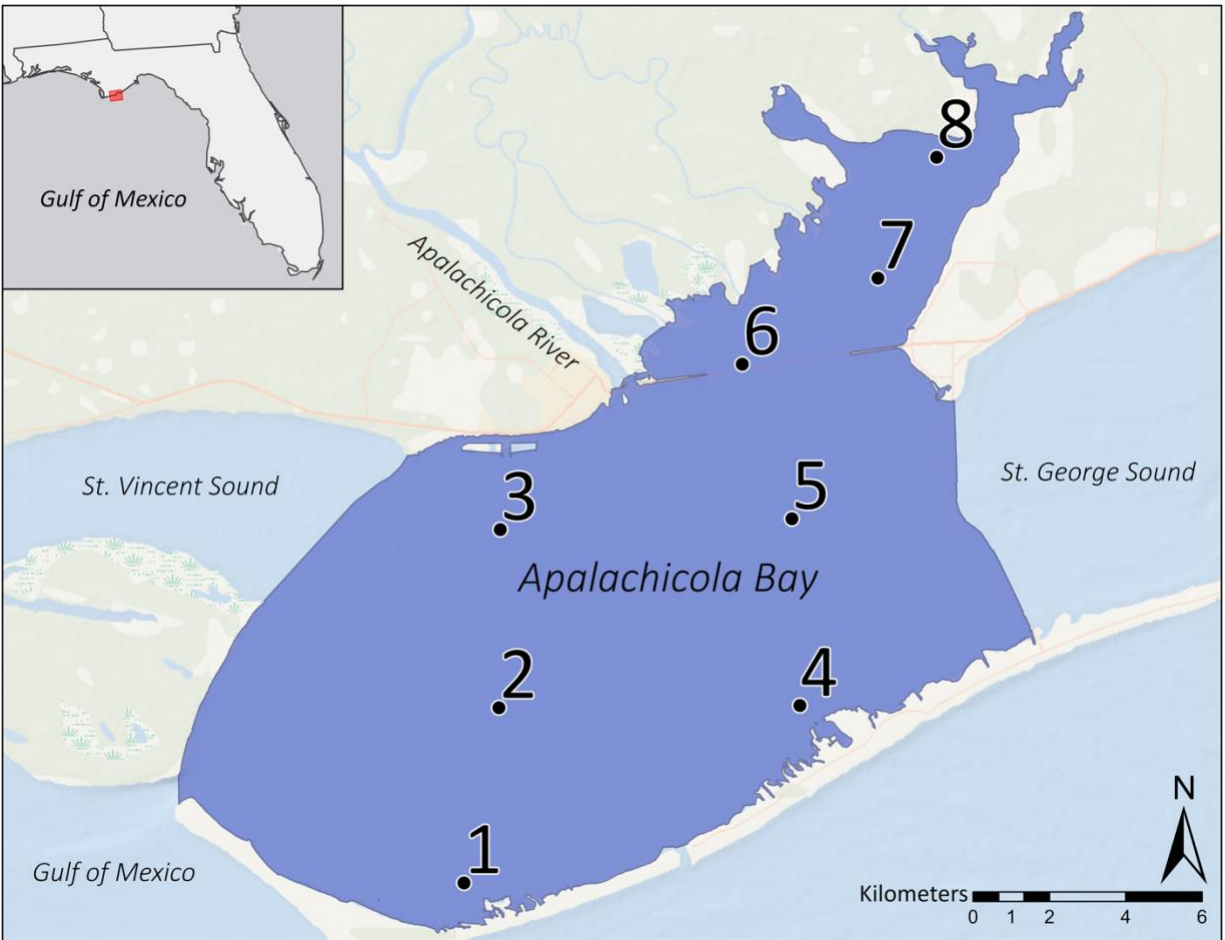 Gulf of Mexico
8
7
Apalachicola River
6
St. Vincent Sound
St. George Sound
3
5
Apalachicola Bay
2
4
N
1
Gulf of Mexico
Kilometers
0 1 2 4 6